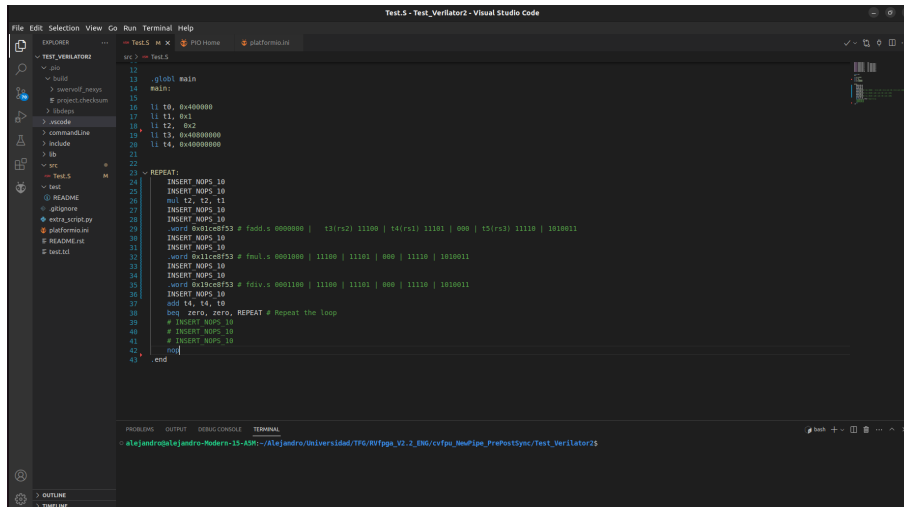 Test.S - Test_Verilator2 - Visual Studio Code
File Edit Selection View Go Run Terminal Help
EXPLORER ...
TEST_VERILATOR2
.pio
build
swervolf_nexys
project.checksum
libdeps
.vscode
commandLine
include
lib
src
Test.S M
test
README
.gitignore
extra_script.py
platformio.ini
README.rst
test.tcl
OUTLINE
TIMELINE
Test.S M
PIO Home
platformio.ini
src > Test.S
12
13 .globl main
14 main:
15
16 li t0, 0x400000
17 li t1, 0x1
18 li t2, 0x2
19 li t3, 0x40800000
20 li t4, 0x40000000
21
22
23 REPEAT:
24 INSERT_NOPS_10
25 INSERT_NOPS_10
26 mul t2, t2, t1
27 INSERT_NOPS_10
28 INSERT_NOPS_10
29 .word 0x01ce8f53 # fadd.s 0000000 | t3(rs2) 11100 | t4(rs1) 11101 | 000 | t5(rs3) 11110 | 1010011
30 INSERT_NOPS_10
31 INSERT_NOPS_10
32 .word 0x11ce8f53 # fmul.s 0001000 | 11100 | 11101 | 000 | 11110 | 1010011
33 INSERT_NOPS_10
34 INSERT_NOPS_10
35 .word 0x19ce8f53 # fdiv.s 0001100 | 11100 | 11101 | 000 | 11110 | 1010011
36 INSERT_NOPS_10
37 add t4, t4, t0
38 beq zero, zero, REPEAT # Repeat the loop
39 # INSERT_NOPS_10
40 # INSERT_NOPS_10
41 # INSERT_NOPS_10
42 nop
43 .end
PROBLEMS OUTPUT DEBUG CONSOLE TERMINAL
bash
alejandro@alejandro-Modern-15-A5M:~/Alejandro/Universidad/TFG/RVfpga_V2.2_ENG/cvfpu_NewPipe_PrePostSync/Test_Verilator2$